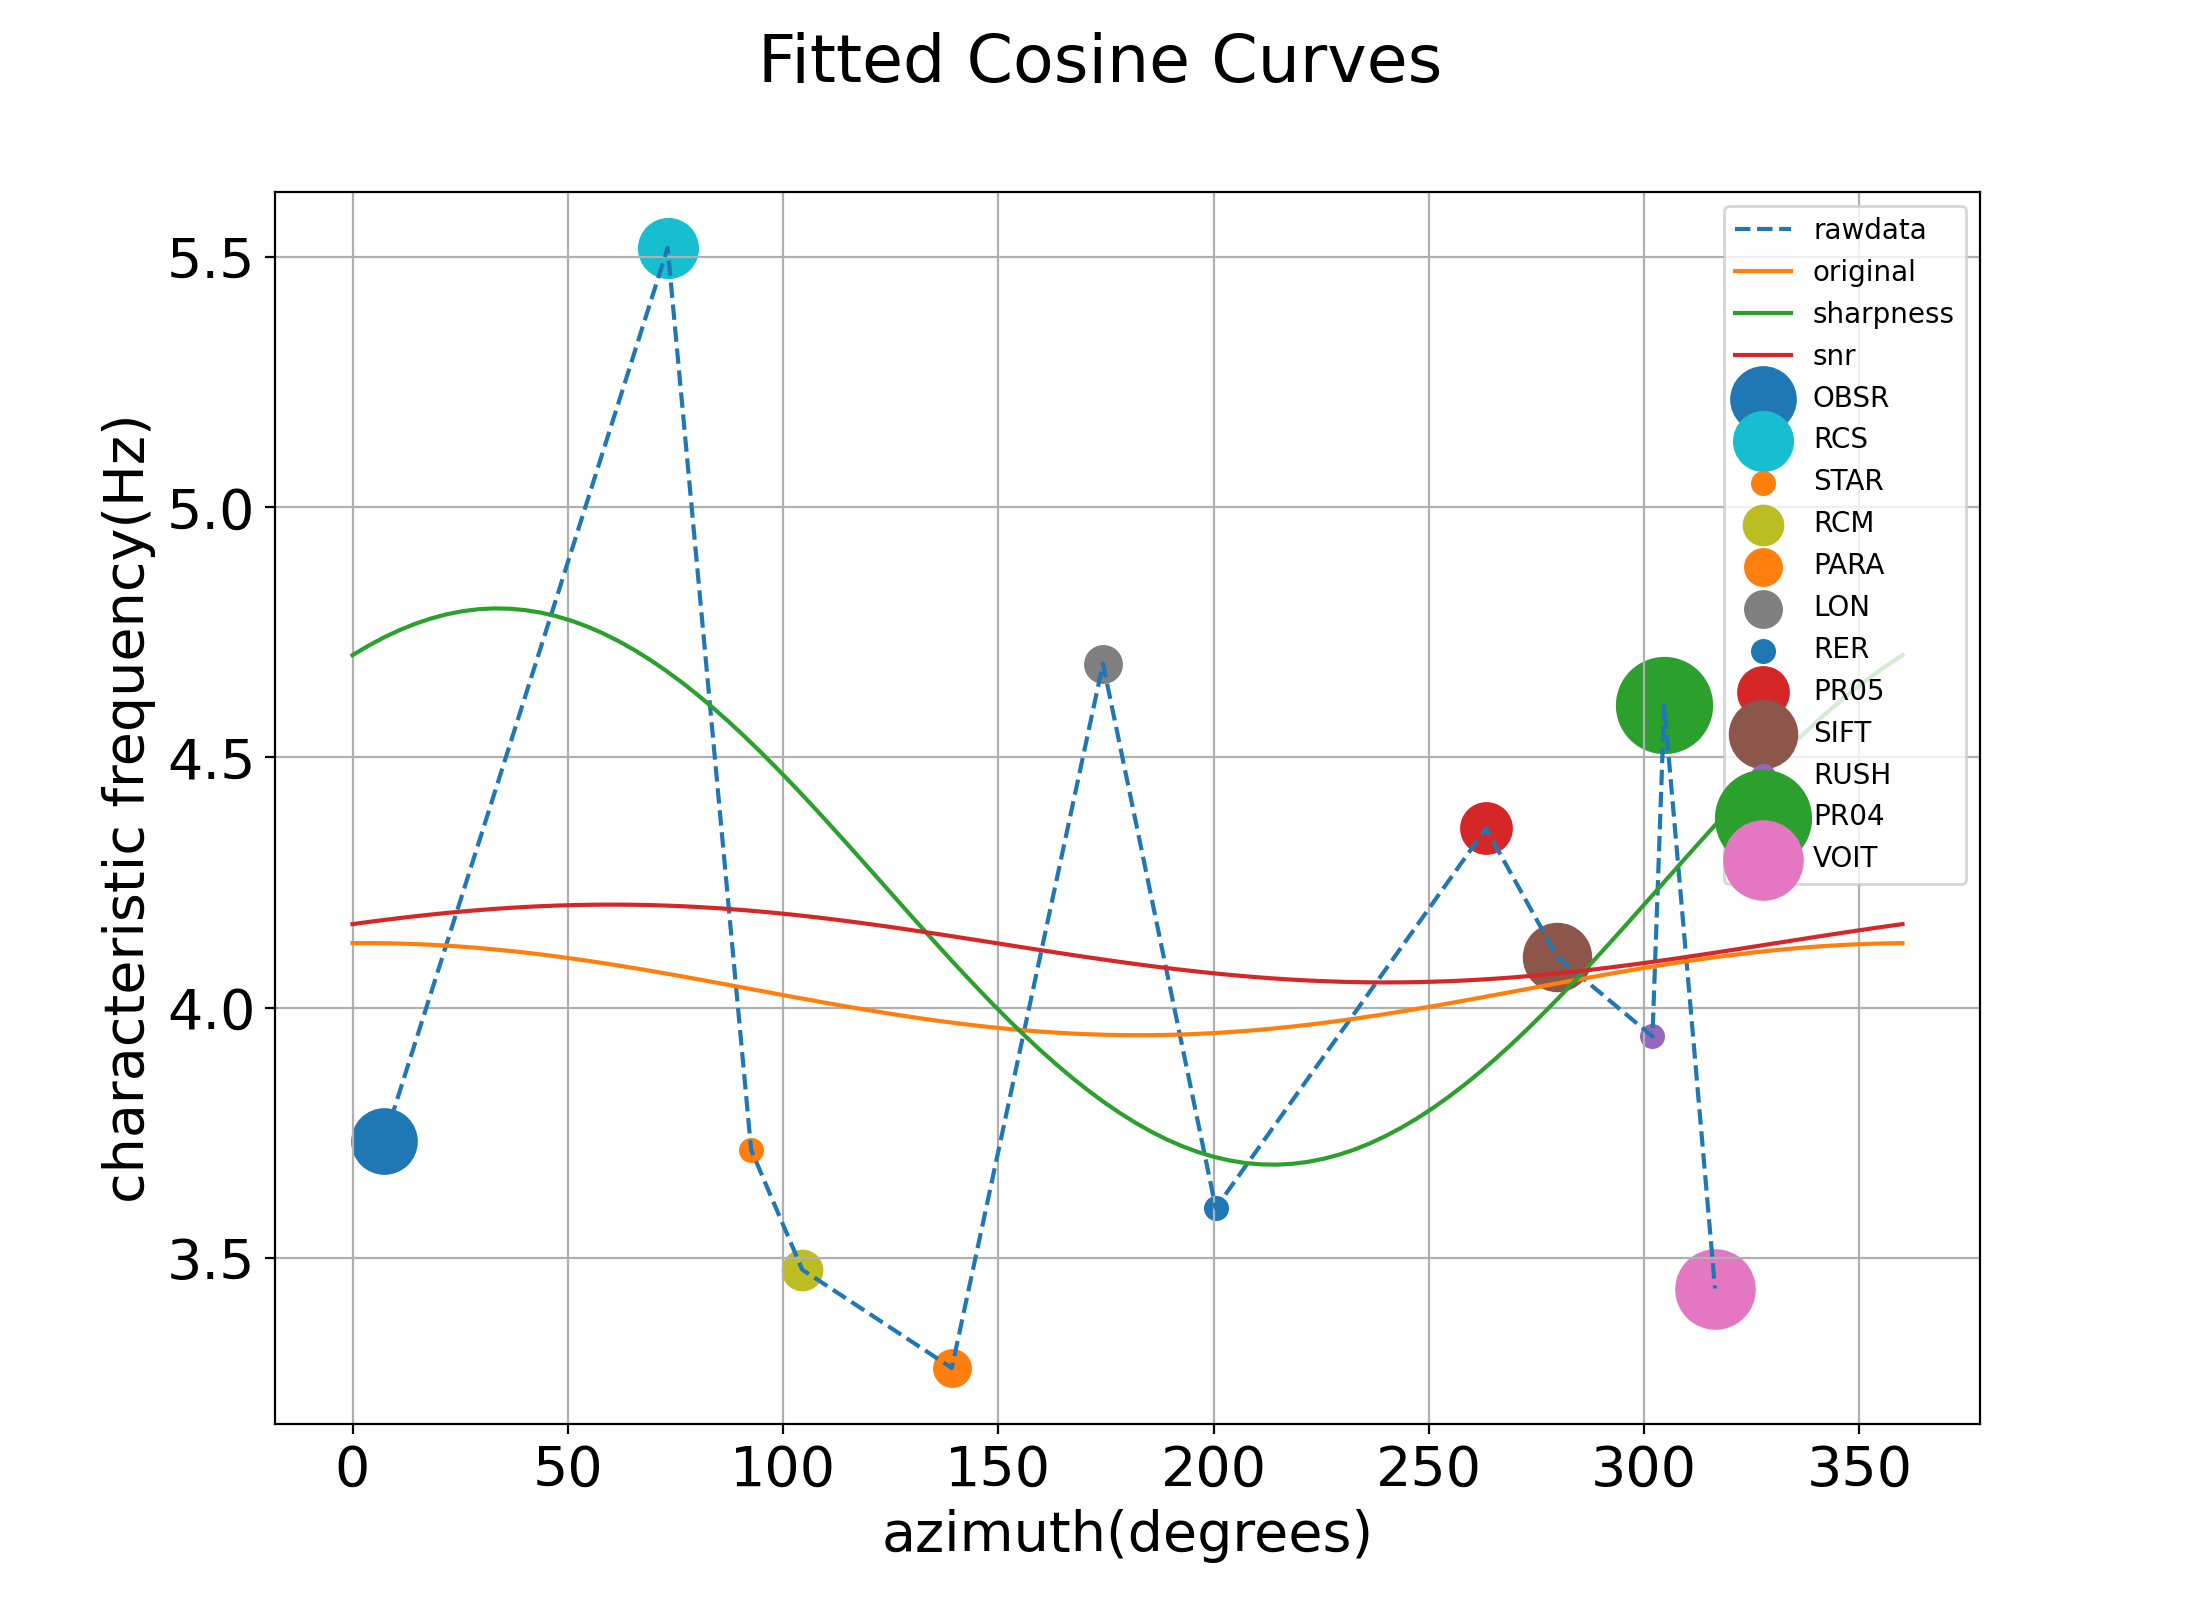 Fitted Cosine Curves
characteristic frequency(Hz)
5.5
5.0
4.5
4.0
3.5
rawdata
original
sharpness
snr
OBSR
RCS
STAR
RCM
PARA
LON
RER
PR05
SIFT
RUSH
PR04
VOIT
0 50 100 150 200 250 300 350
azimuth(degrees)